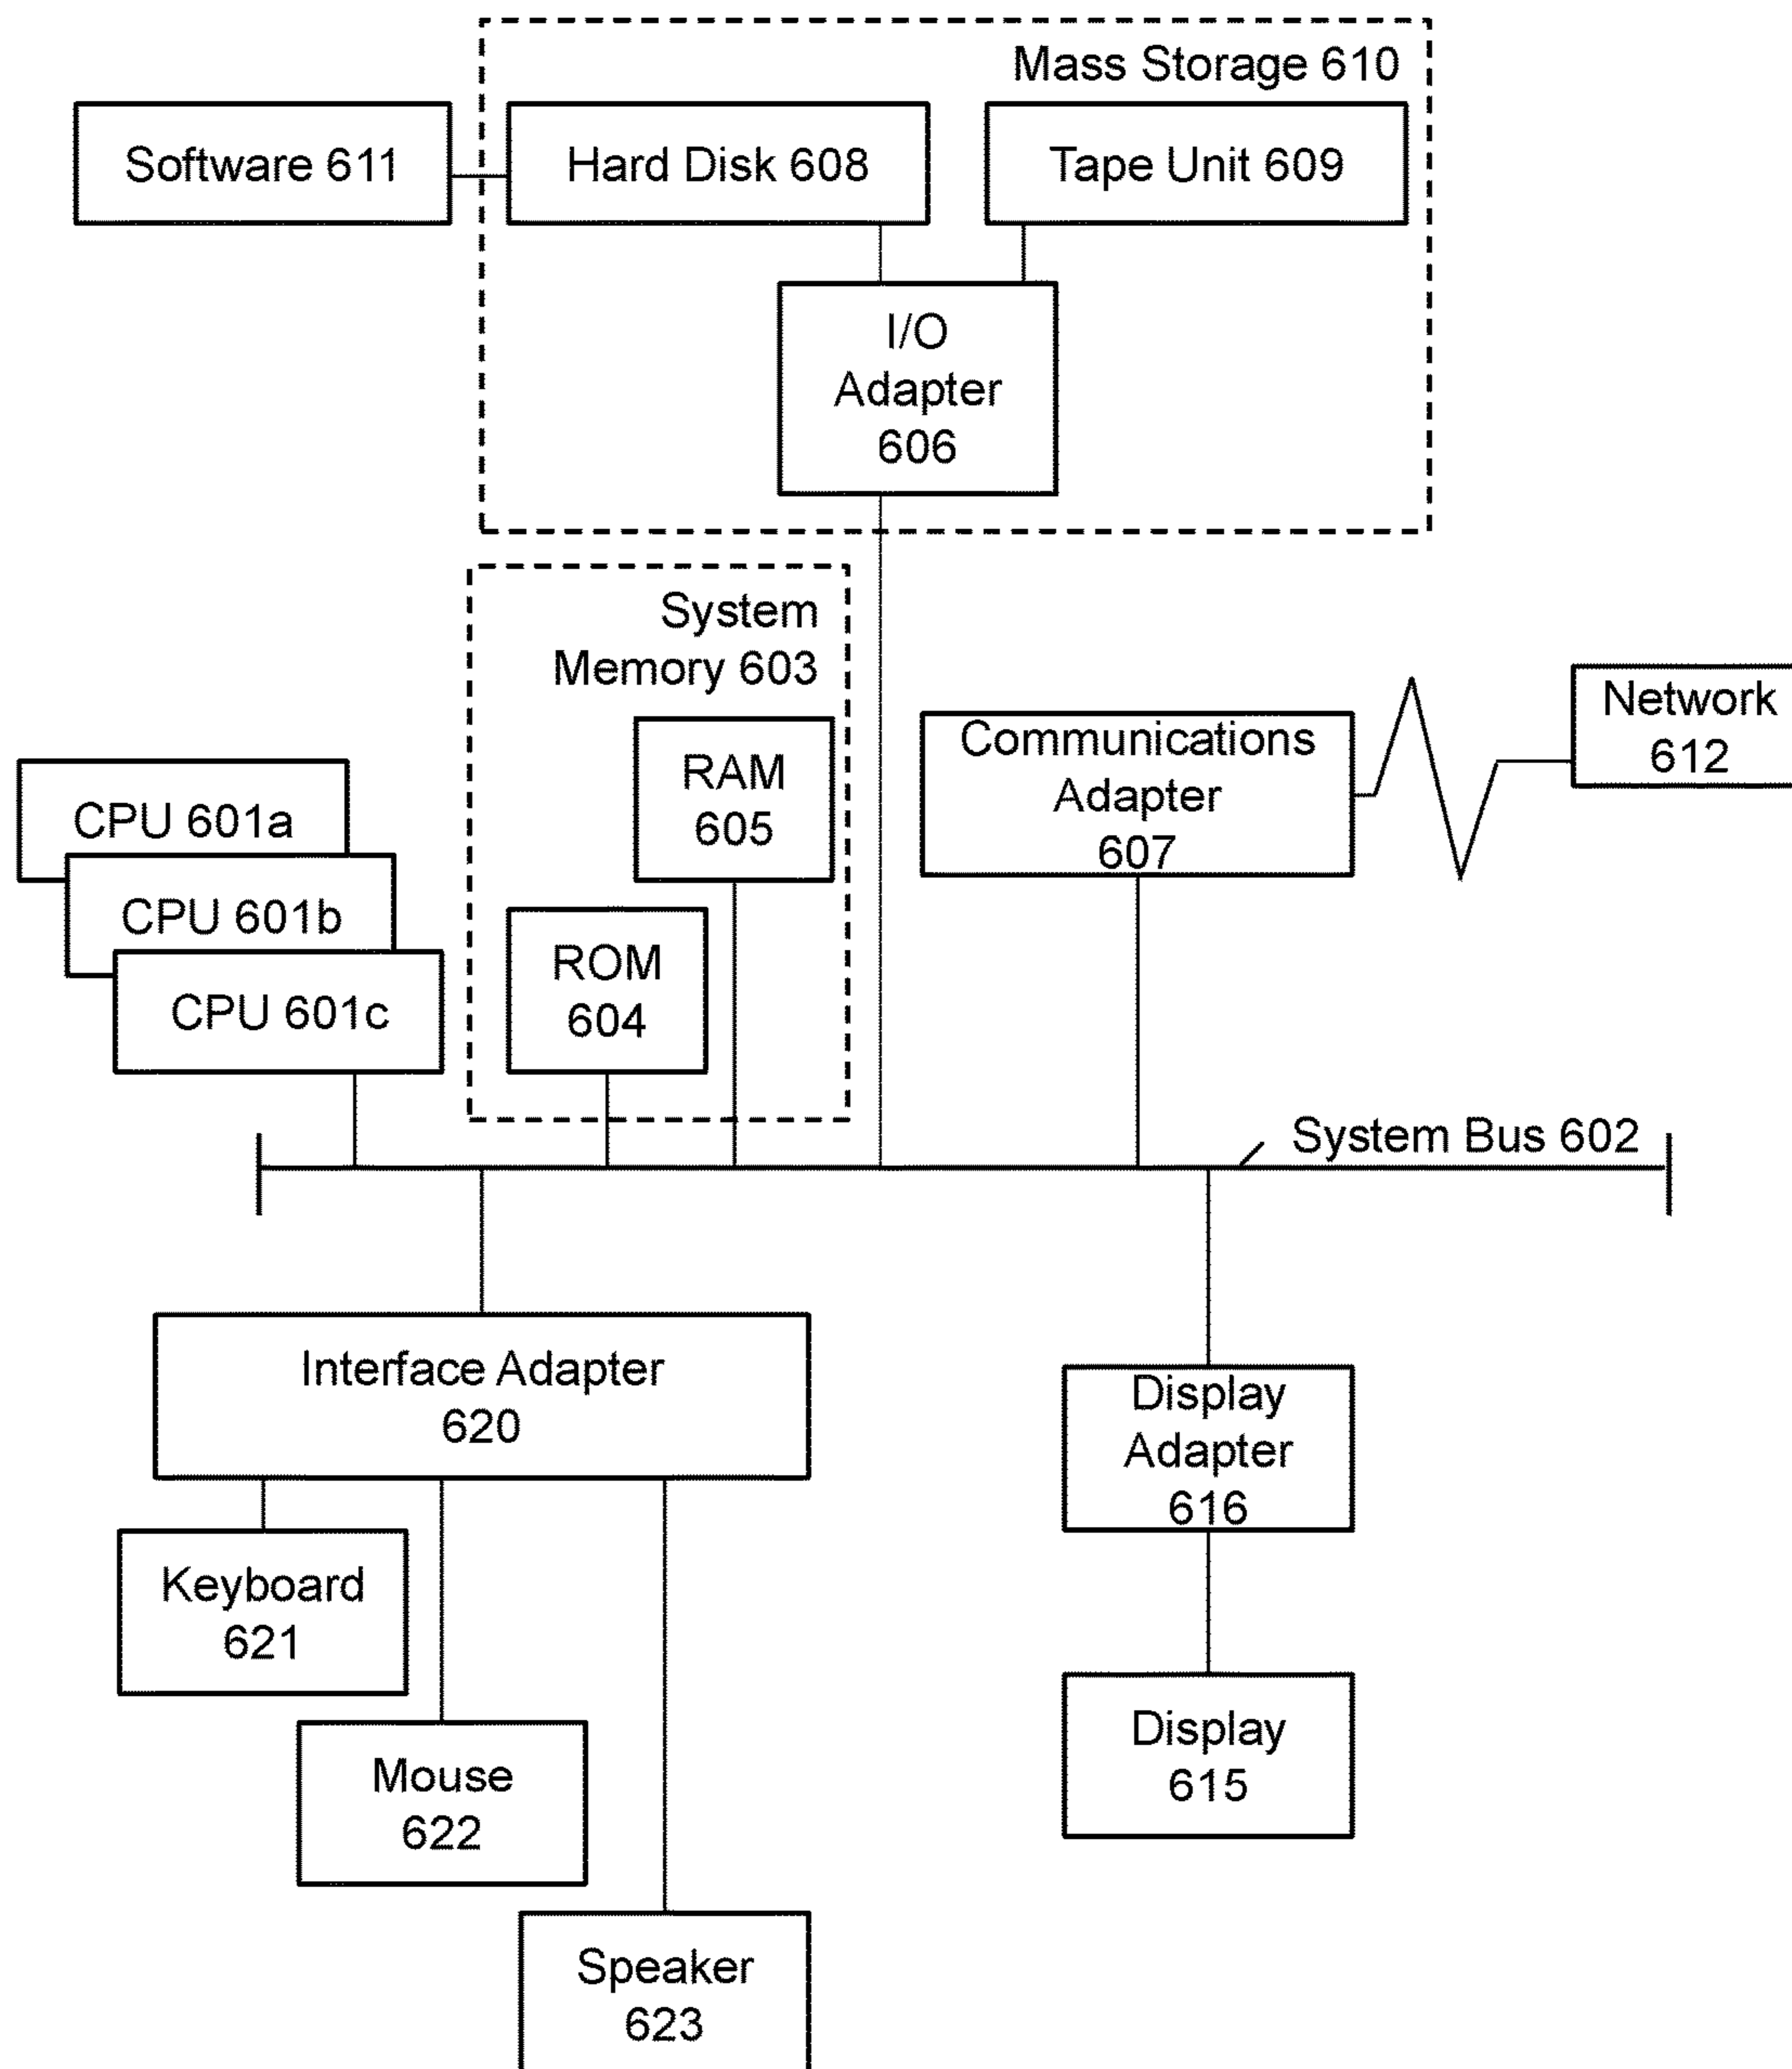 Mass Storage 610
Software 611
Hard Disk 608
Tape Unit 609
I/O
Adapter
606
System
Memory 603
RAM
605
ROM
604
Communications
Adapter
607
Network
612
CPU 601a
CPU 601b
CPU 601c
System Bus 602
Interface Adapter
620
Display
Adapter
616
Keyboard
621
Mouse
622
Speaker
623
Display
615